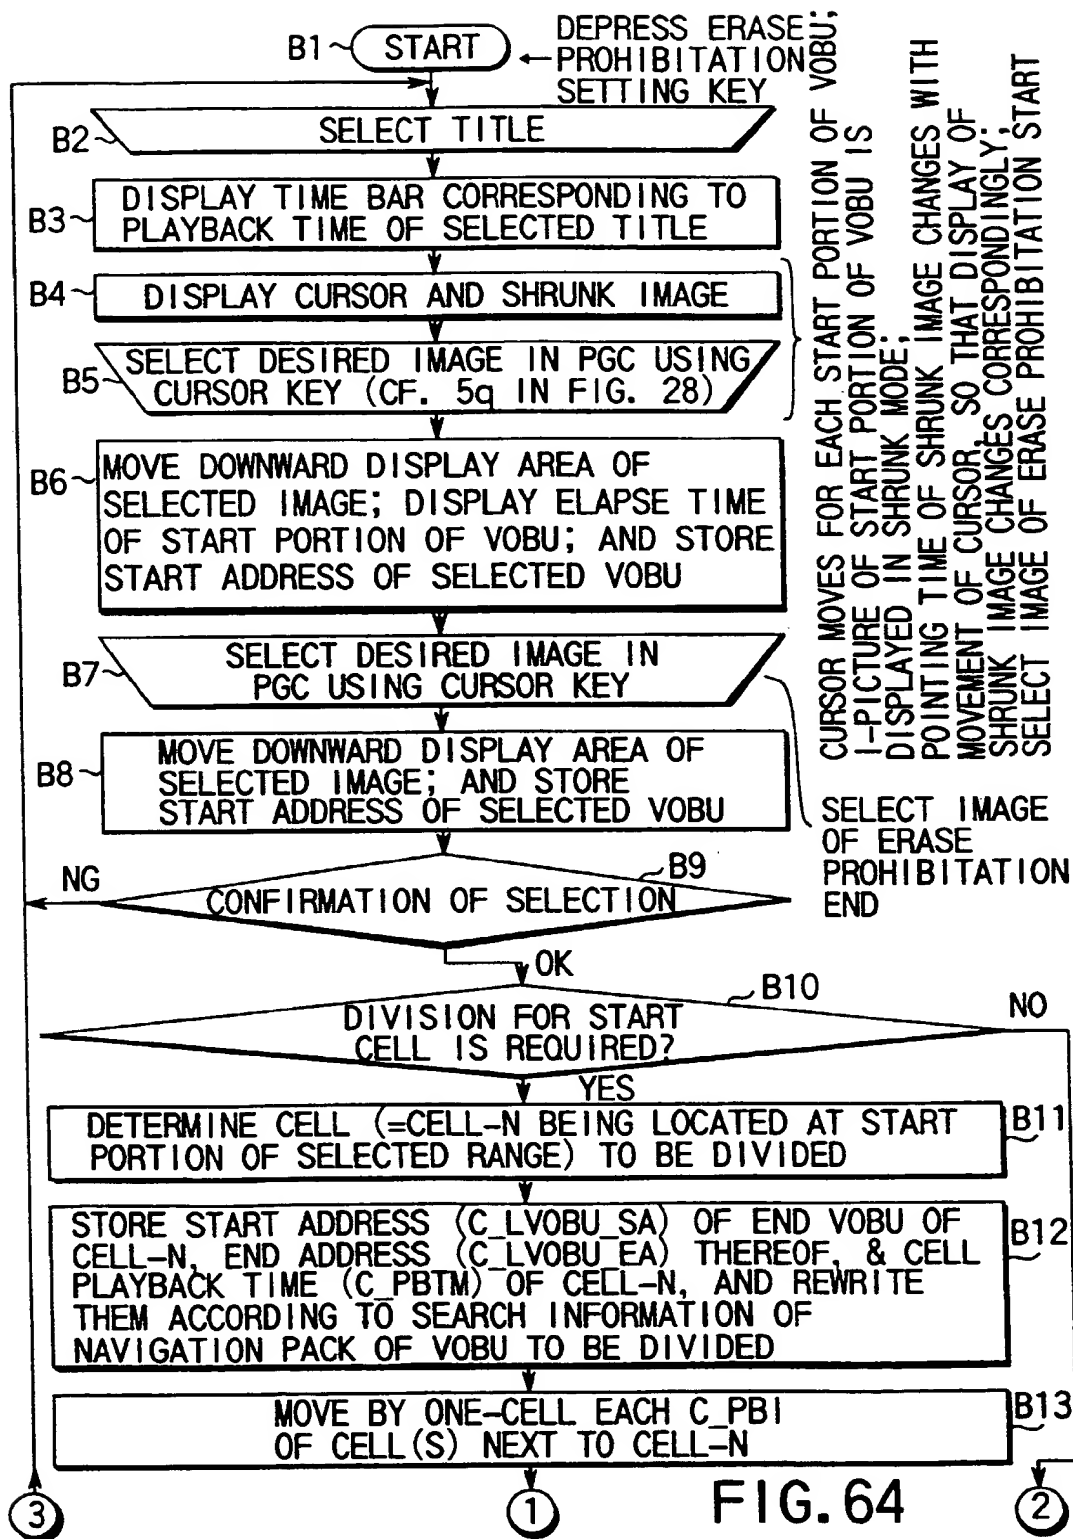 B1
START
DEPRESS ERASE
PROHIBITATION
SETTING KEY
B2
SELECT TITLE
B3
DISPLAY TIME BAR CORRESPONDING TO
PLAYBACK TIME OF SELECTED TITLE
B4
DISPLAY CURSOR AND SHRUNK IMAGE
B5
SELECT DESIRED IMAGE IN PGC USING
CURSOR KEY (CF. 5q IN FIG. 28)
CURSOR MOVES FOR EACH START PORTION OF VOBU;
I-PICTURE OF START PORTION OF VOBU IS
DISPLAYED IN SHRUNK MODE;
POINTING TIME OF SHRUNK IMAGE CHANGES WITH
MOVEMENT OF CURSOR, SO THAT DISPLAY OF
SHRUNK IMAGE CHANGES CORRESPONDINGLY;
SELECT IMAGE OF ERASE PROHIBITATION START
B6
MOVE DOWNWARD DISPLAY AREA OF
SELECTED IMAGE; DISPLAY ELAPSE TIME
OF START PORTION OF VOBU; AND STORE
START ADDRESS OF SELECTED VOBU
B7
SELECT DESIRED IMAGE IN
PGC USING CURSOR KEY
SELECT IMAGE
OF ERASE
PROHIBITATION
END
B8
MOVE DOWNWARD DISPLAY AREA OF
SELECTED IMAGE; AND STORE
START ADDRESS OF SELECTED VOBU
B9
NG
CONFIRMATION OF SELECTION
OK
B10
DIVISION FOR START
CELL IS REQUIRED?
NO
YES
B11
DETERMINE CELL (=CELL-N BEING LOCATED AT START
PORTION OF SELECTED RANGE) TO BE DIVIDED
B12
STORE START ADDRESS (C_LVOBU_SA) OF END VOBU OF
CELL-N, END ADDRESS (C_LVOBU_EA) THEREOF, & CELL
PLAYBACK TIME (C_PBTM) OF CELL-N, AND REWRITE
THEM ACCORDING TO SEARCH INFORMATION OF
NAVIGATION PACK OF VOBU TO BE DIVIDED
B13
MOVE BY ONE-CELL EACH C_PBI
OF CELL(S) NEXT TO CELL-N
3
1
FIG. 64
2